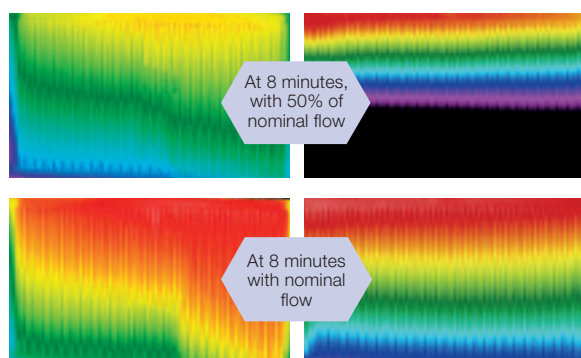 At 8 minutes,
with 50% of
nominal flow
At 8 minutes
with nominal
flow